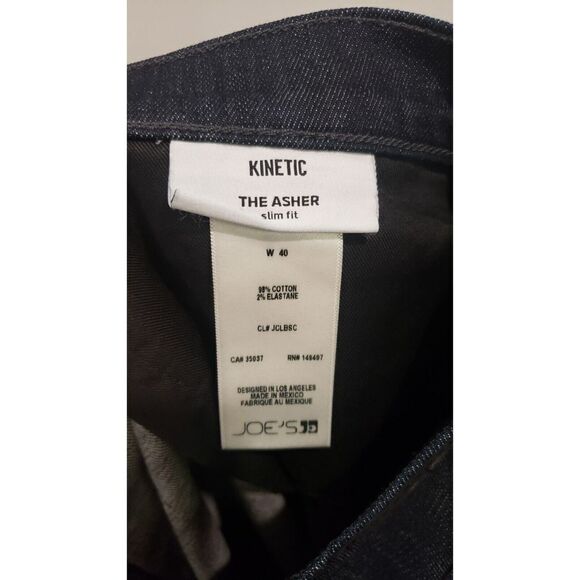 KINETIC
THE ASHER
slim fit
W 40
98% COTTON
2% ELASTANE
CL# JCLBSC
CA# 35037 RN# 149497
DESIGNED IN LOS ANGELES
MADE IN MEXICO
FABRIQUÉ AU MEXIQUE
JOE'S